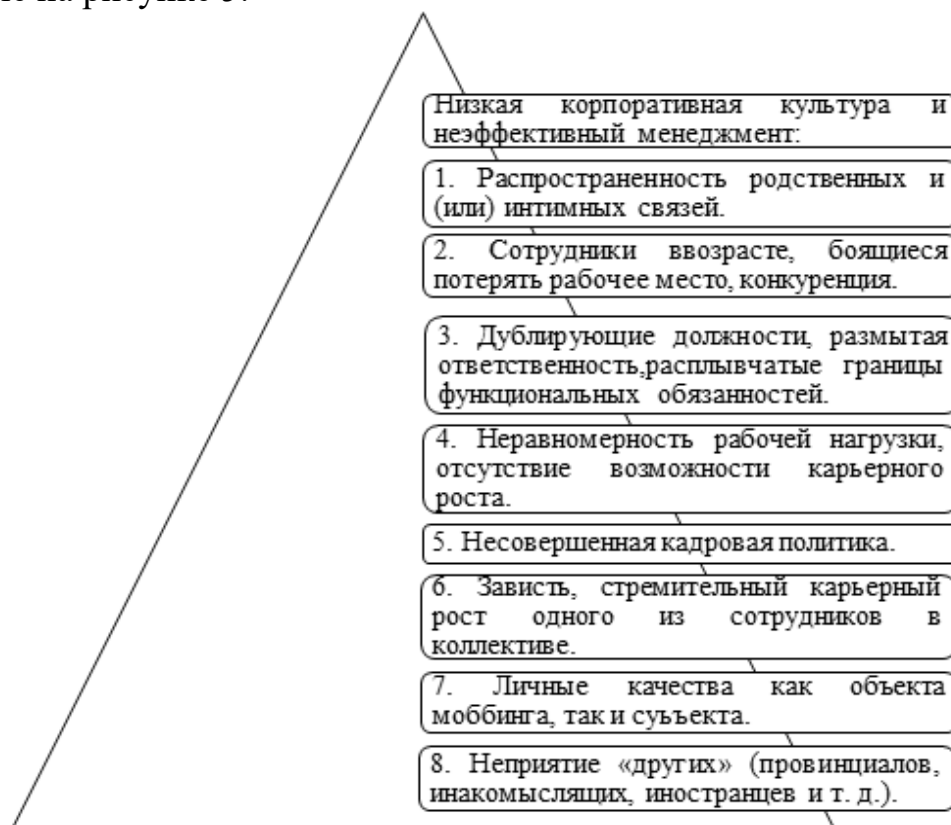 на рисунке 3.
Низкая корпоративная культура и
неэффективный менеджмент:
1. Распространенность родственных и
(или) интимных связей.
2. Сотрудники ввозрасте, боящиеся
потерять рабочее место, конкуренция.
3. Дублирующие должности, размытая
ответственность,расплывчатые границы
функциональных обязанностей.
4. Неравномерность рабочей нагрузки,
отсутствие возможности карьерного
роста.
5. Несовершенная кадровая политика.
6. Зависть, стремительный карьерный
рост одного из сотрудников в
коллективе.
7. Личные качества как объекта
моббинга, так и суъъекта.
8. Неприятие «других» (провинциалов,
инакомыслящих, иностранцев и т. д.).